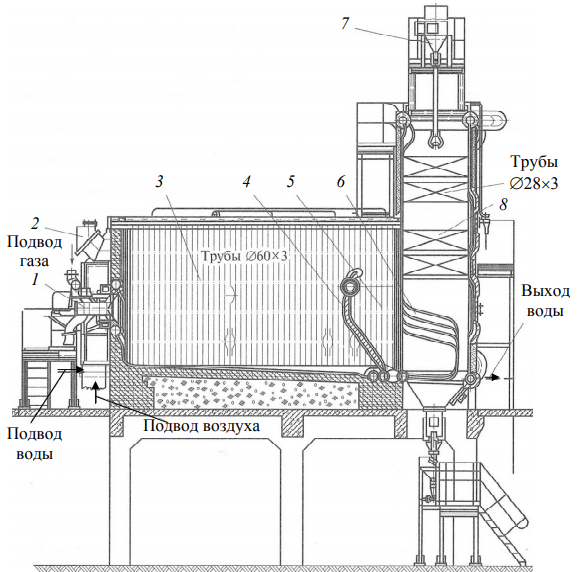 7
3
4
5
6
Трубы
∅28×3
2
8
Подвод
газа
Трубы ∅60×3
1
Выход
воды
Подвод
воды
Подвод воздуха